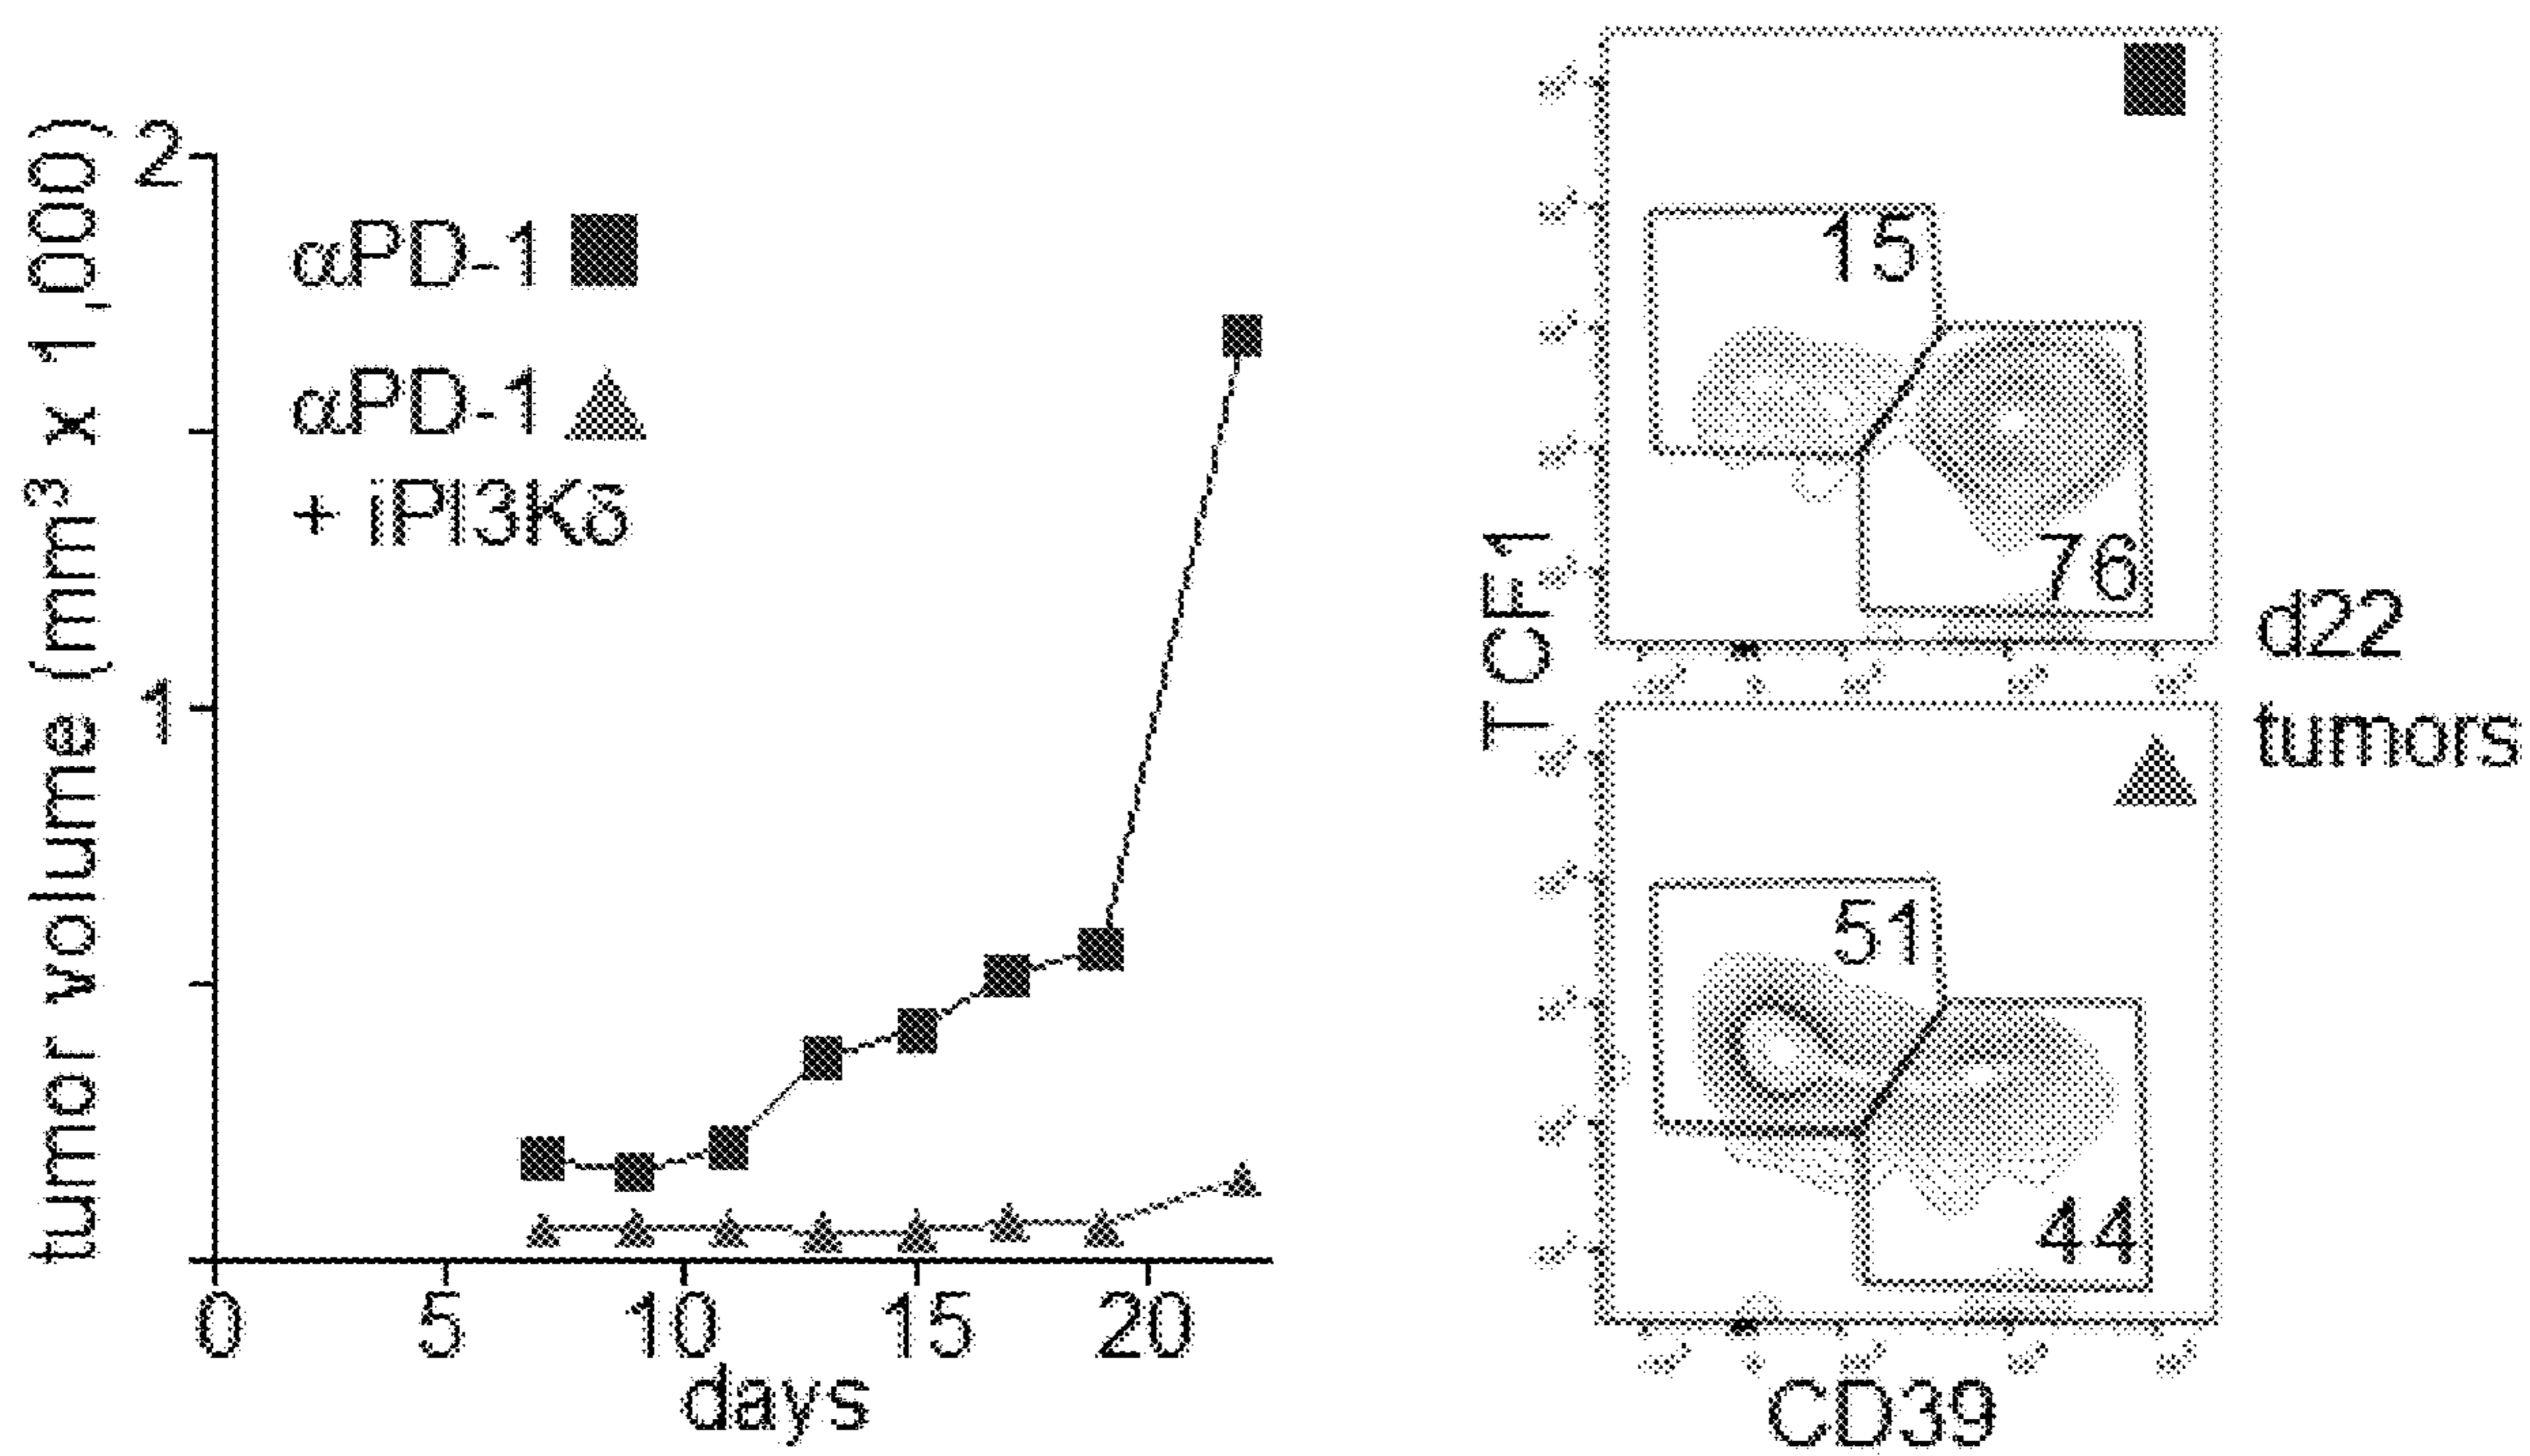 tumor volume (mm³ x 1,000)
2
1
αPD-1
αPD-1
+ iPI3Kδ
0 5 10 15 20
days
TCF1
15
76
51
44
CD39
d22
tumors